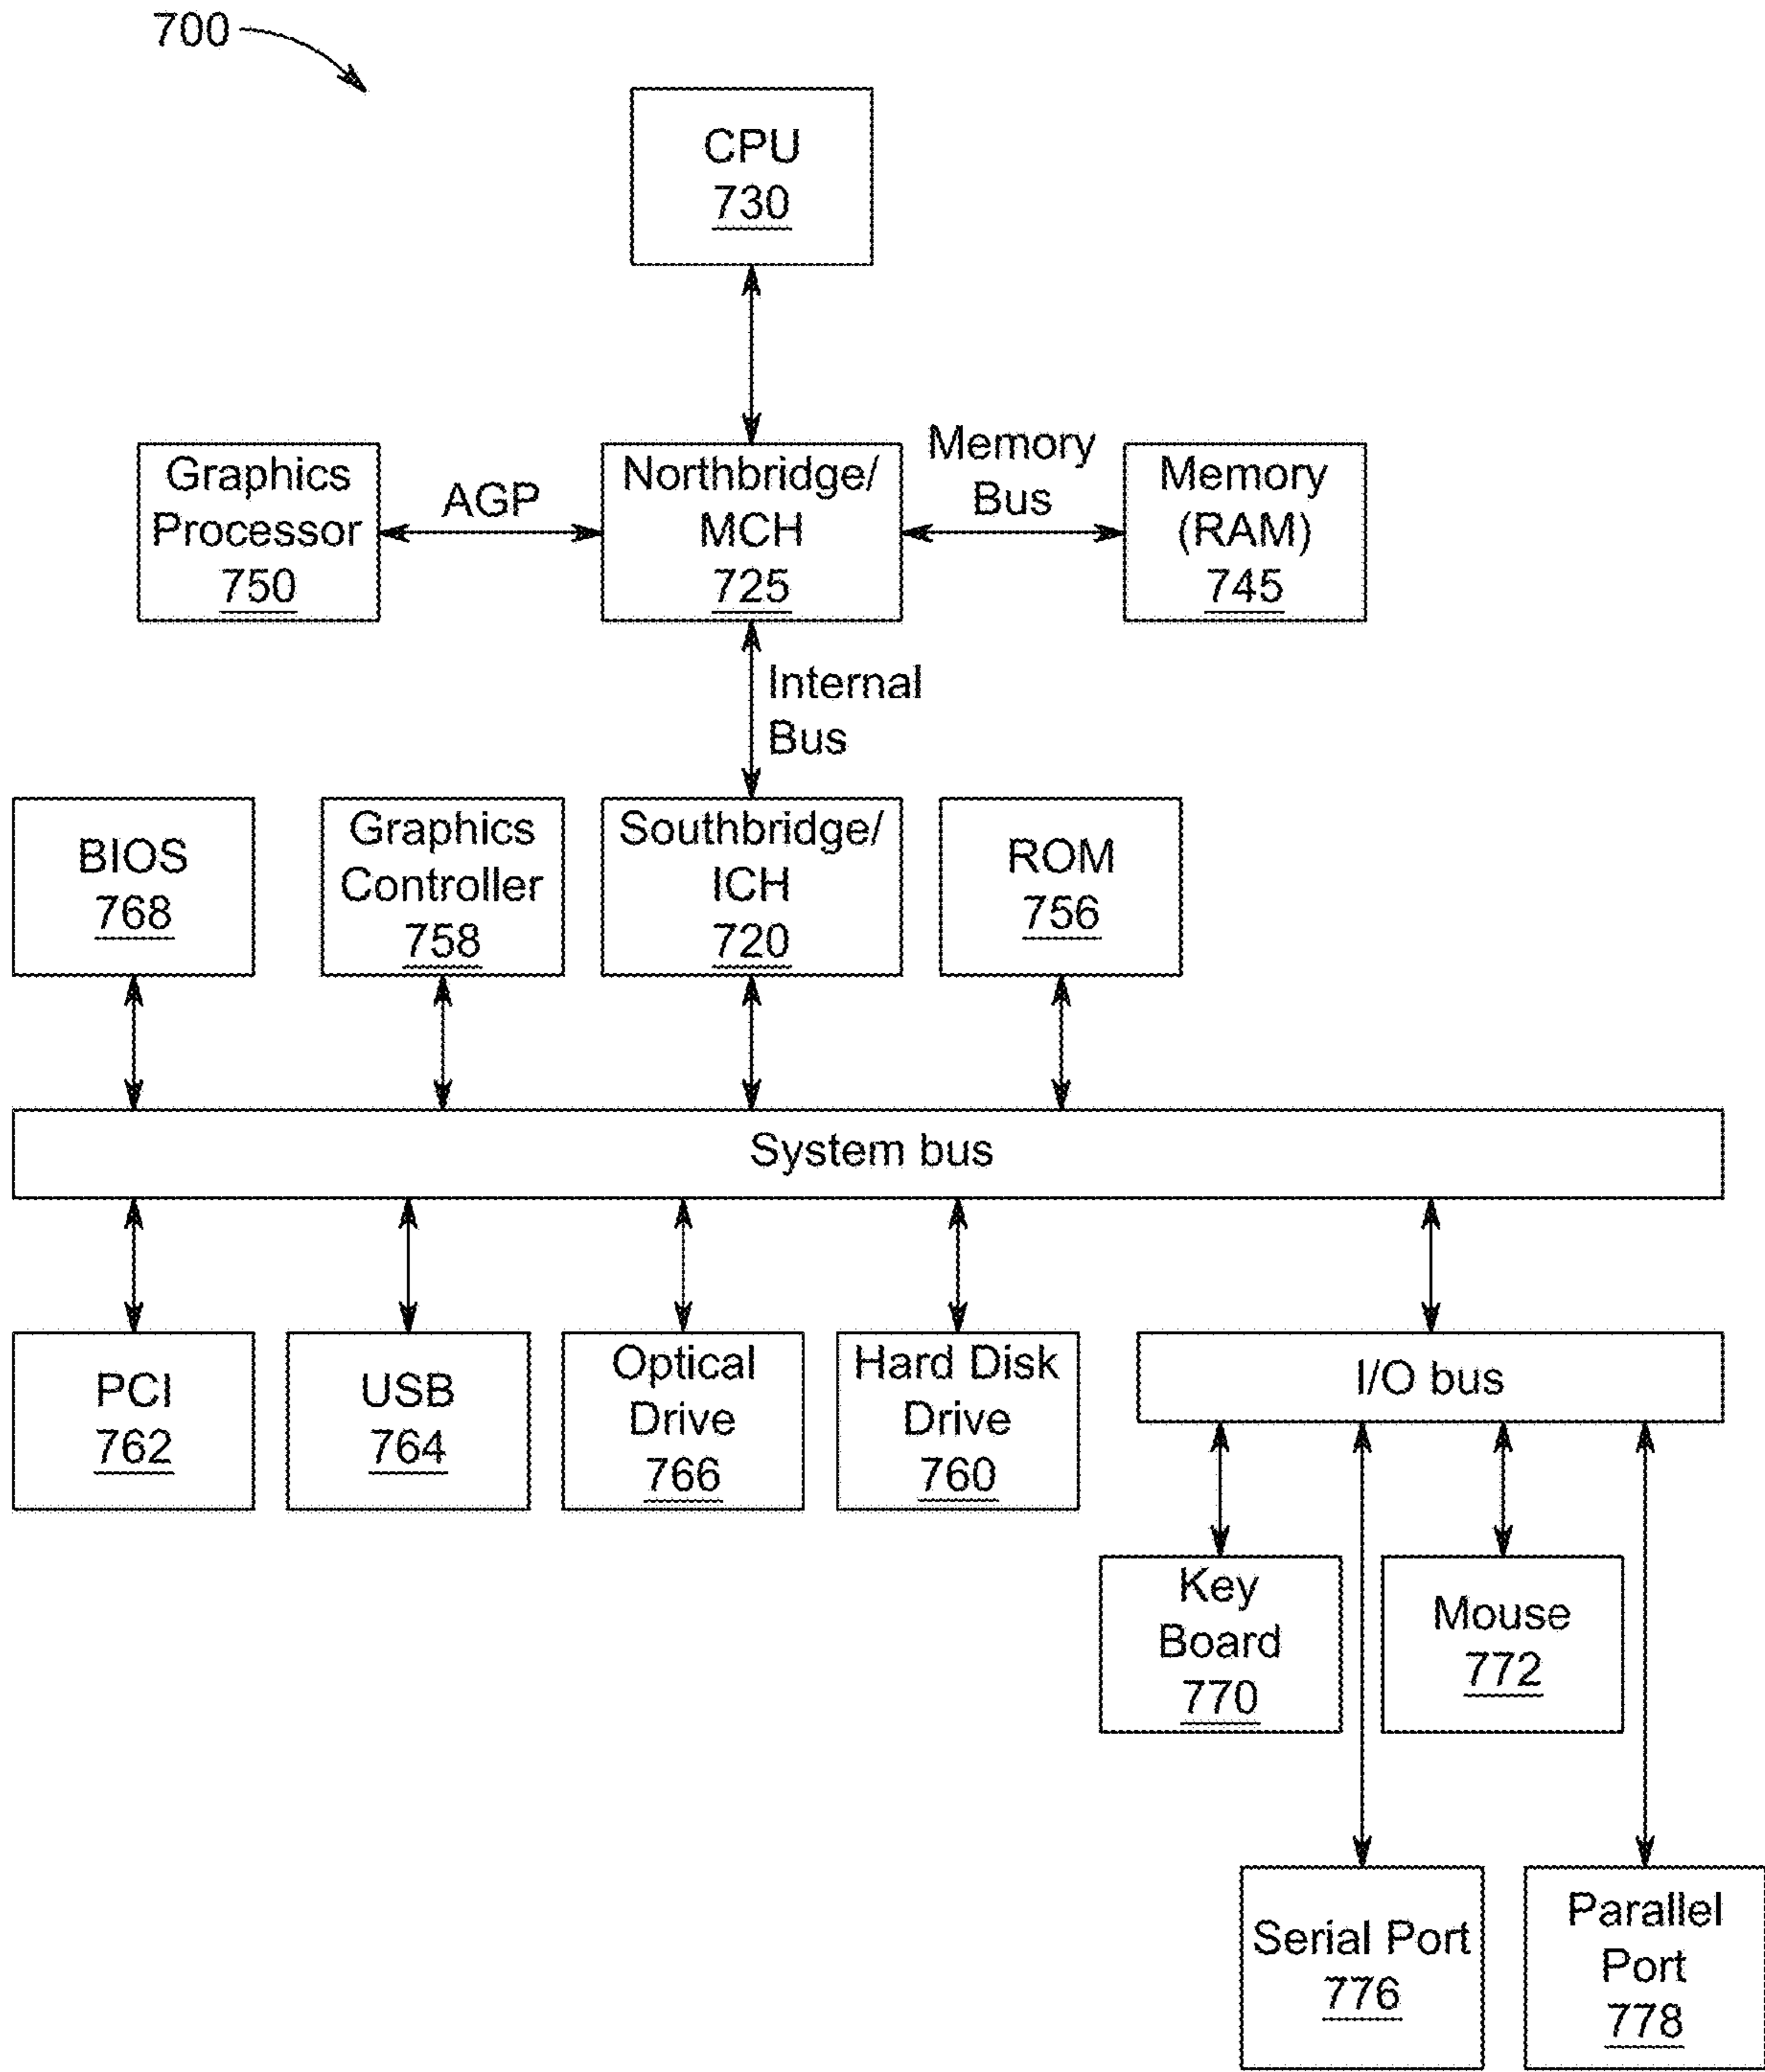 700
CPU
730
Graphics
Processor
750
AGP
Northbridge/
MCH
725
Memory
Bus
Memory
(RAM)
745
Internal
Bus
BIOS
768
Graphics
Controller
758
Southbridge/
ICH
720
ROM
756
System bus
PCI
762
USB
764
Optical
Drive
766
Hard Disk
Drive
760
I/O bus
Key
Board
770
Mouse
772
Serial Port
776
Parallel
Port
778